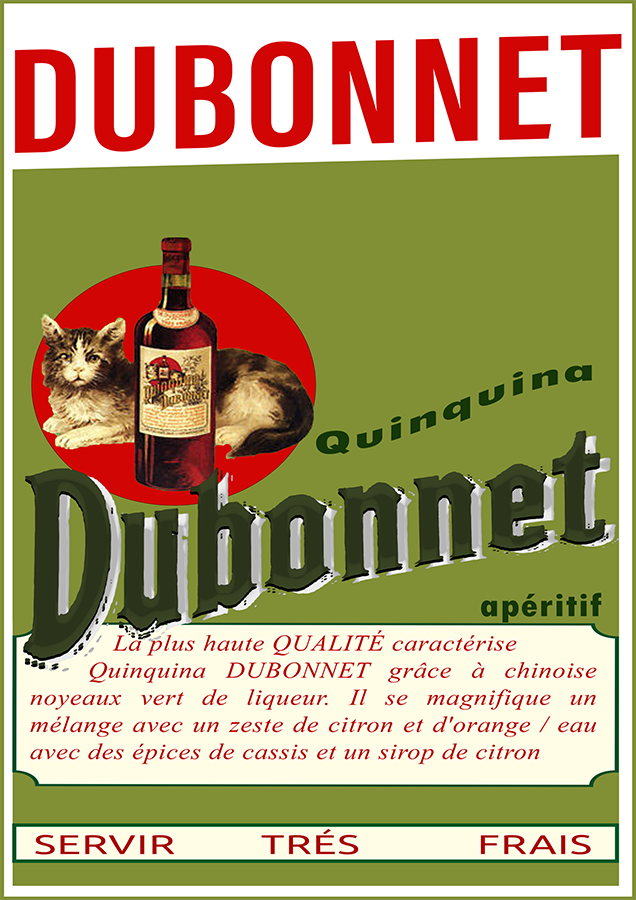 DUBONNET
Quinquina
Dubonnet
apéritif
La plus haute QUALITÉ caractérise
Quinquina DUBONNET grâce à chinoise
noyeaux vert de liqueur. Il se magnifique un
mélange avec un zeste de citron et d'orange / eau
avec des épices de cassis et un sirop de citron
SERVIR TRÉS FRAIS